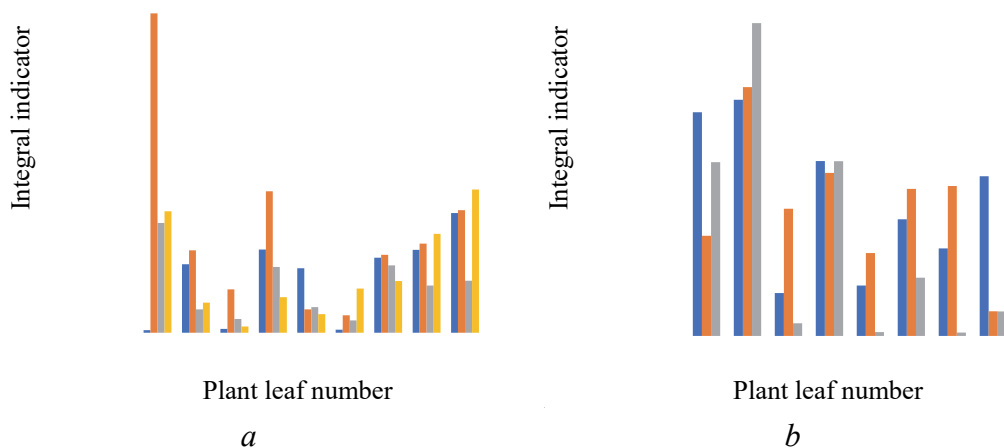 Integral indicator
Plant leaf number
a
Integral indicator
Plant leaf number
b